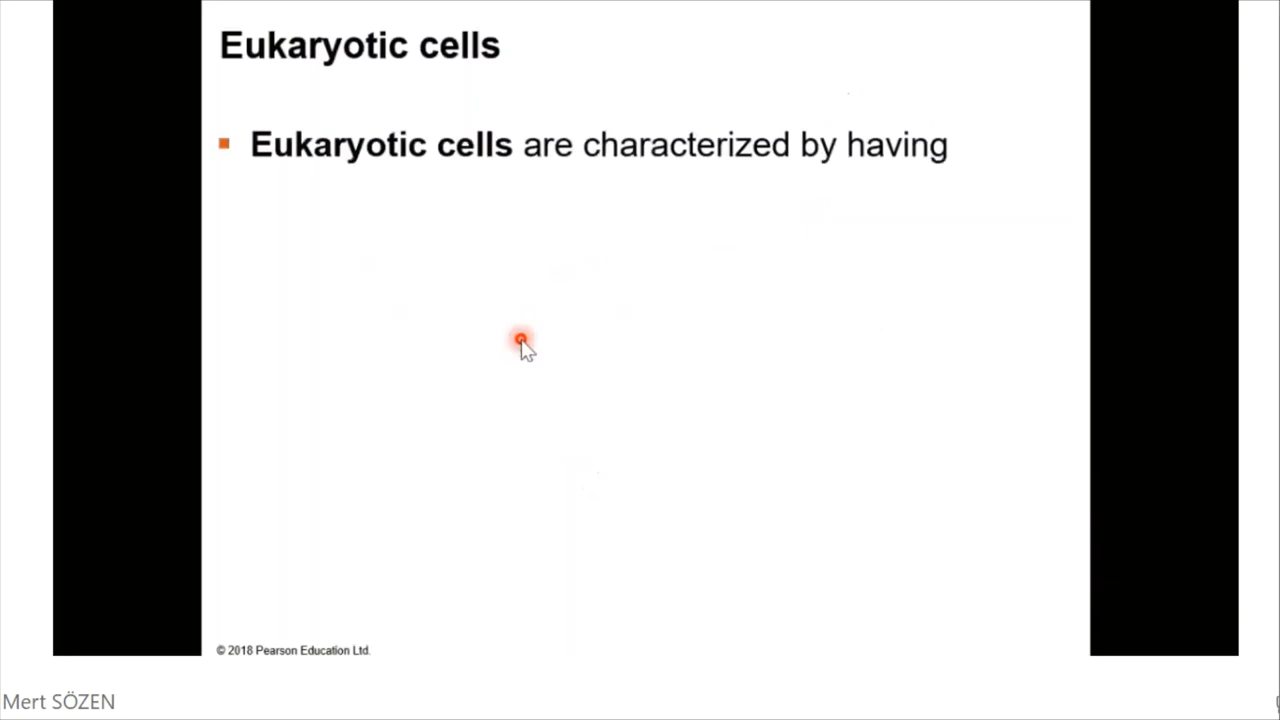 Eukaryotic cells
Eukaryotic cells are characterized by having
© 2018 Pearson Education Ltd.
Mert SÖZEN